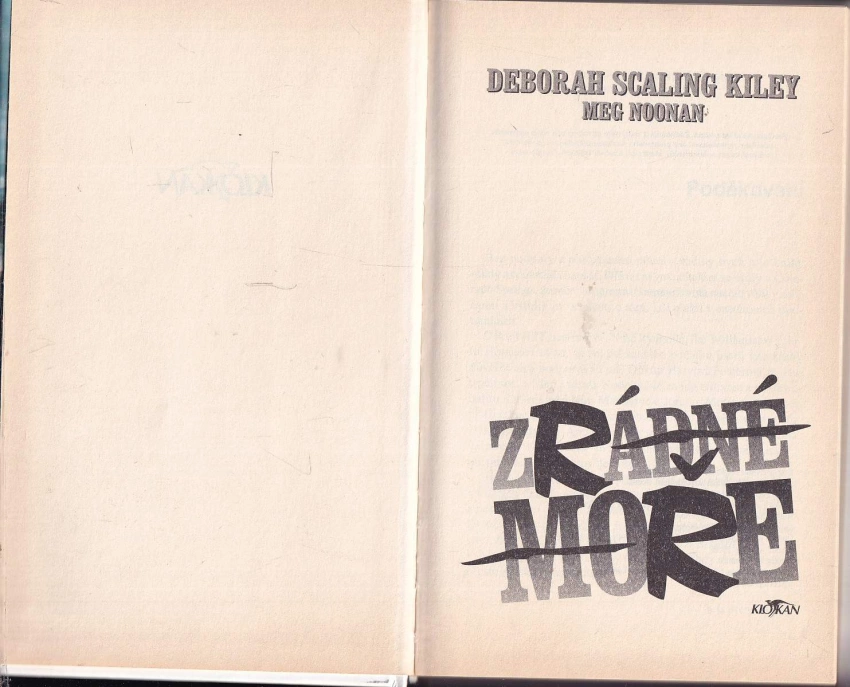 DEBORAH SCALING KILEY
MEG NOONAN
ZRÁDNÉ
MOŘE
KLOKAN